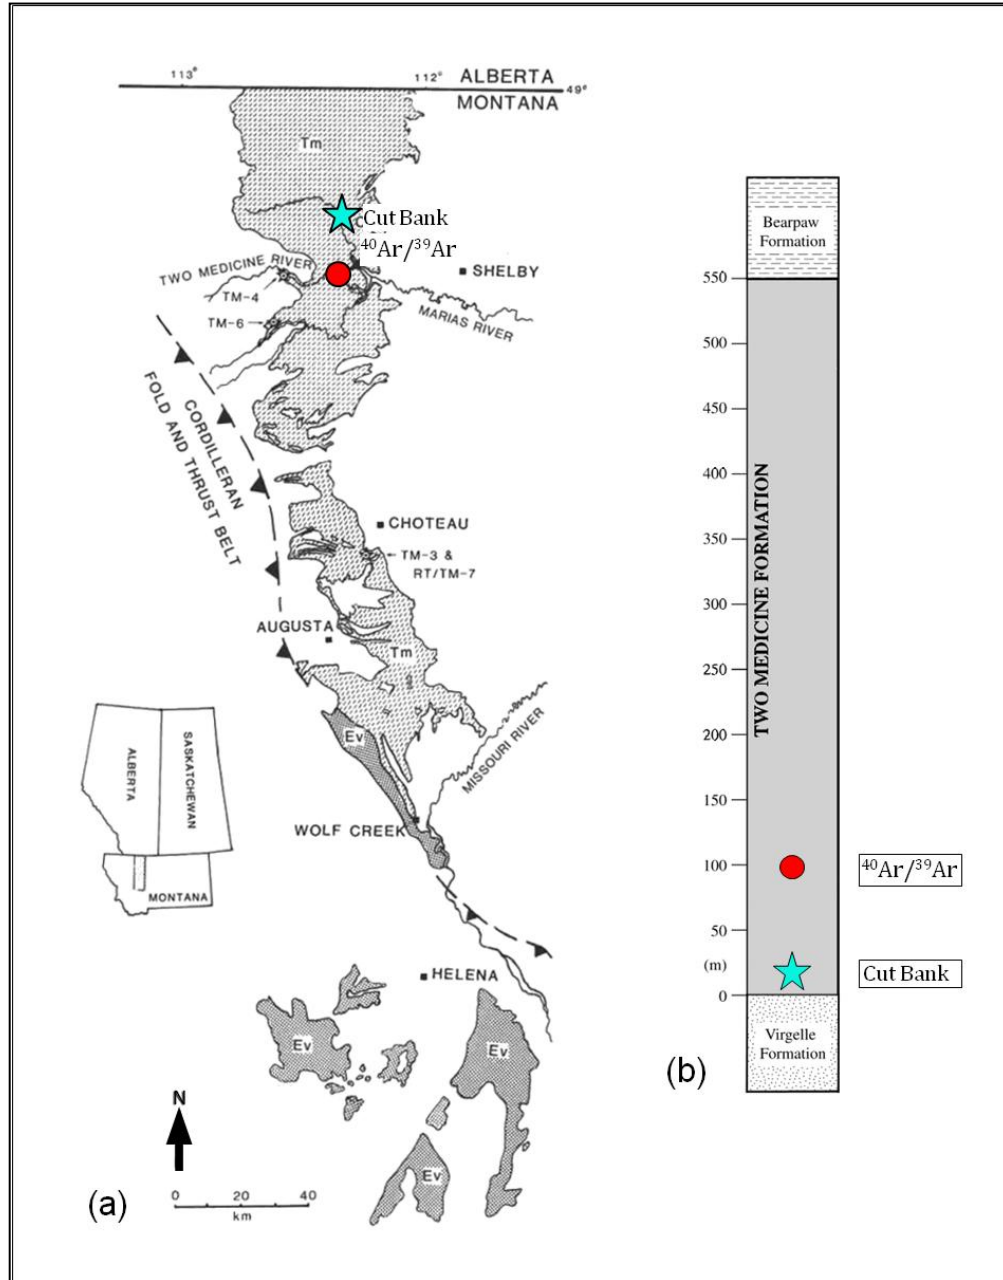 113°
112°
ALBERTA
MONTANA
49°
Tm
Cut Bank
⁴⁰Ar/³⁹Ar
TWO MEDICINE RIVER
SHELBY
TM-4
MARIAS RIVER
TM-6
CORDILLERAN
FOLD AND THRUST BELT
CHOTEAU
TM-3 &
RT/TM-7
AUGUSTA
Tm
Ev
MISSOURI RIVER
WOLF CREEK
ALBERTA
SASKATCHEWAN
MONTANA
HELENA
Ev
Ev
Ev
N
0 20 40
km
(a)
Bearpaw
Formation
550
500
450
400
350
300
250
200
150
100
50
(m)
0
TWO MEDICINE FORMATION
⁴⁰Ar/³⁹Ar
Cut Bank
Virgelle
Formation
(b)